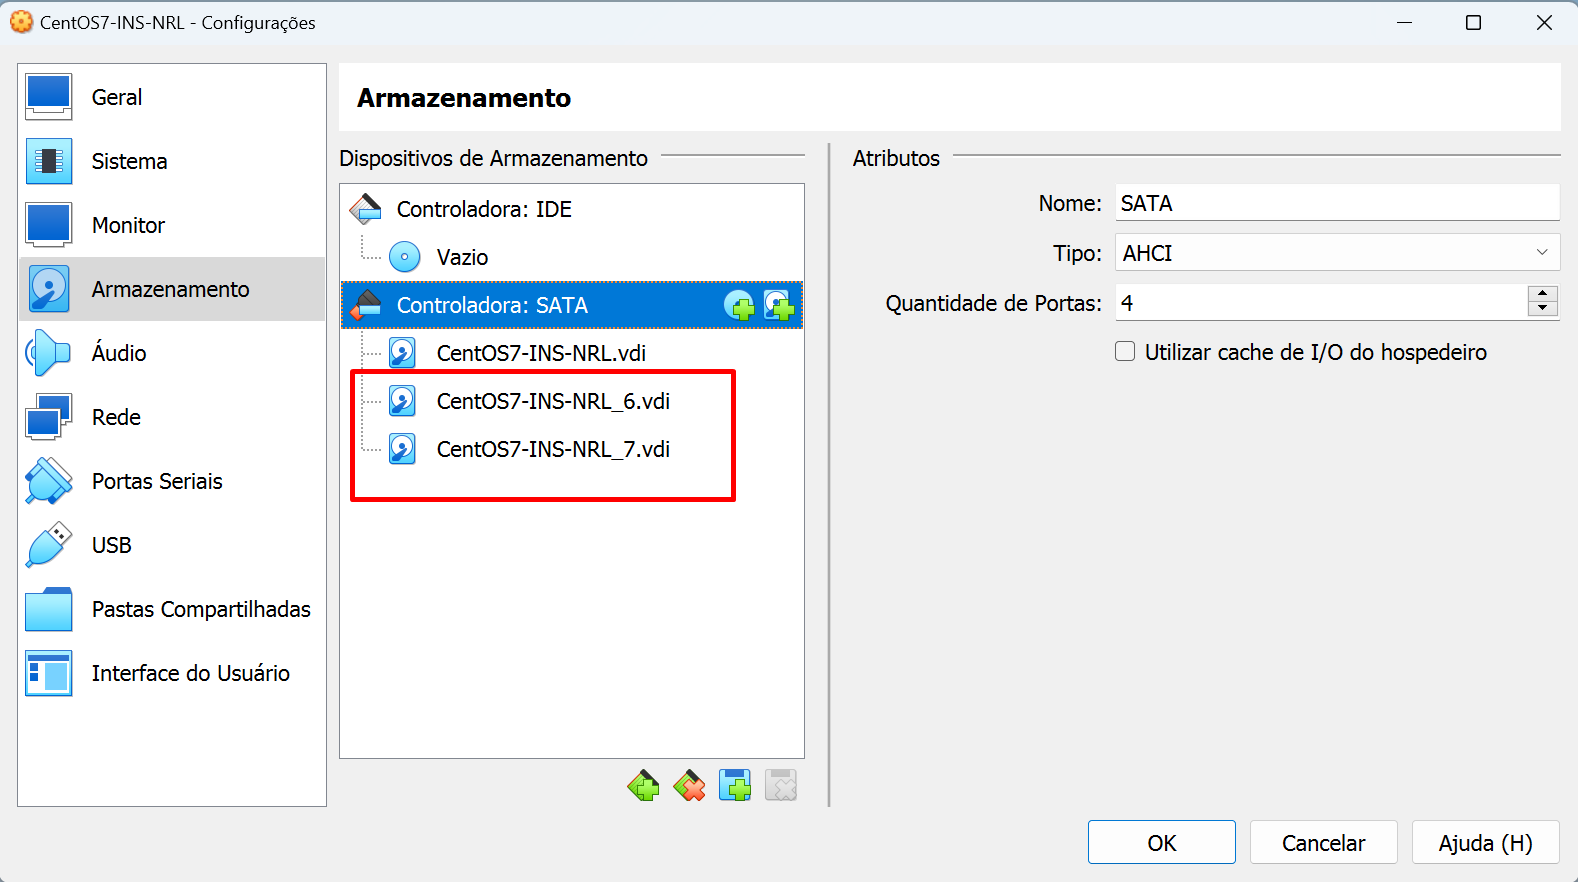 CentOS7-INS-NRL - Configurações
Geral
Sistema
Monitor
Armazenamento
Áudio
Rede
Portas Seriais
USB
Pastas Compartilhadas
Interface do Usuário
Armazenamento
Dispositivos de Armazenamento
Controladora: IDE
Vazio
Controladora: SATA
CentOS7-INS-NRL.vdi
CentOS7-INS-NRL_6.vdi
CentOS7-INS-NRL_7.vdi
Atributos
Nome: SATA
Tipo: AHCI
Quantidade de Portas: 4
Utilizar cache de I/O do hospedeiro
OK
Cancelar
Ajuda (H)